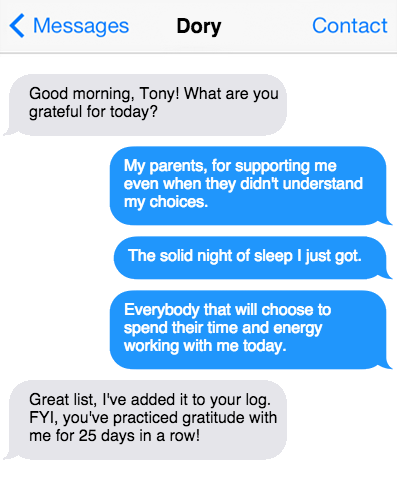 Messages Dory Contact
Good morning, Tony! What are you
grateful for today?
My parents, for supporting me
even when they didn't understand
my choices.
The solid night of sleep I just got.
Everybody that will choose to
spend their time and energy
working with me today.
Great list, I've added it to your log.
FYI, you've practiced gratitude with
me for 25 days in a row!